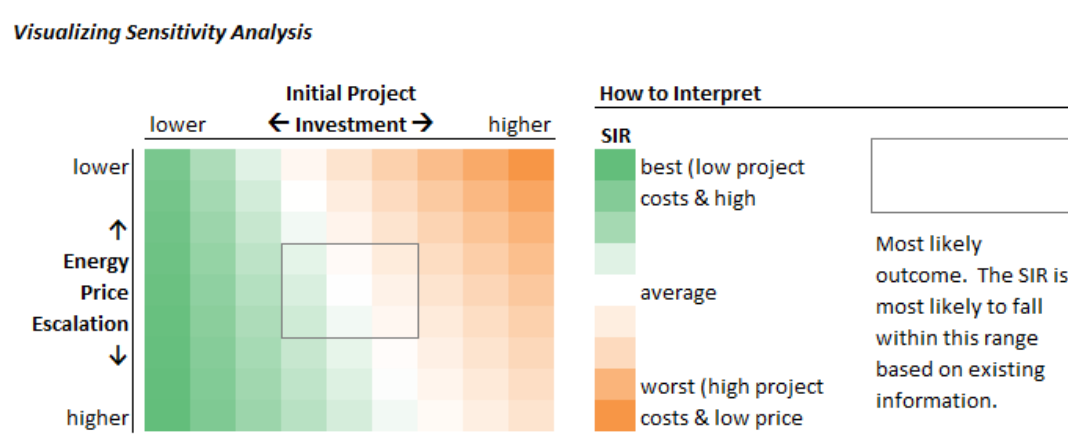 Visualizing Sensitivity Analysis
Initial Project
lower ← Investment → higher
lower
↑
Energy
Price
Escalation
↓
higher
How to Interpret
SIR
best (low project
costs & high
average
worst (high project
costs & low price
Most likely
outcome. The SIR is
most likely to fall
within this range
based on existing
information.